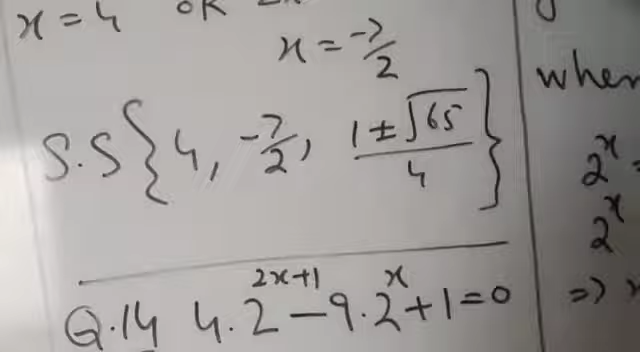 x = 4 OR
x = -7/2
S.S { 4, -7/2, (1 ± √65)/4 }
Q.14 4.2^(2x+1) - 9.2^x + 1 = 0
when
2^x
2^x
=>